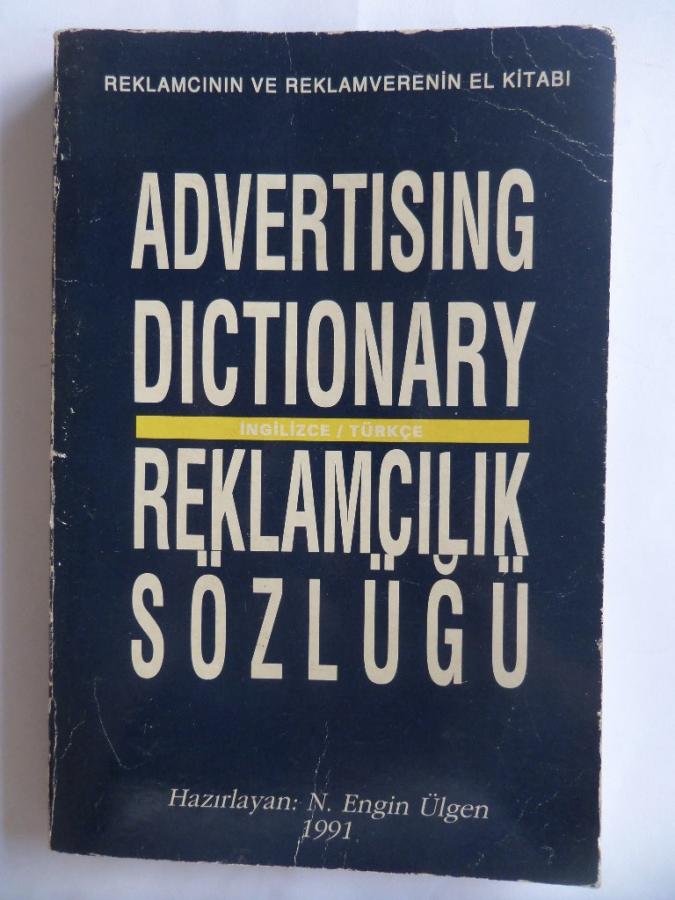 REKLAMCININ VE REKLAMVERENİN EL KİTABI
ADVERTISING
DICTIONARY
İNGİLİZCE / TÜRKÇE
REKLAMCILIK
SÖZLÜĞÜ
Hazırlayan: N. Engin Ülgen
1991